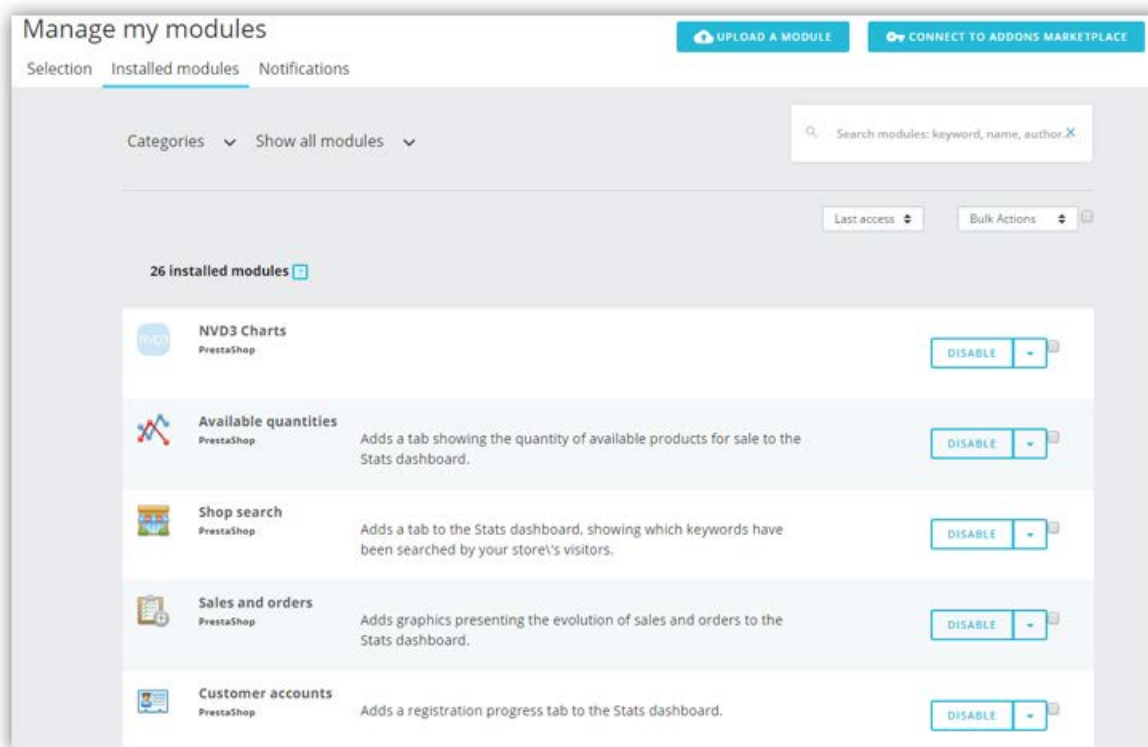 Manage my modules
UPLOAD A MODULE
CONNECT TO ADDONS MARKETPLACE
Selection Installed modules Notifications
Categories Show all modules
Search modules: keyword, name, author.
Last access
Bulk Actions
26 installed modules ?
NVD3
NVD3 Charts
PrestaShop
DISABLE
Available quantities
PrestaShop
Adds a tab showing the quantity of available products for sale to the
Stats dashboard.
DISABLE
Shop search
PrestaShop
Adds a tab to the Stats dashboard, showing which keywords have
been searched by your store\'s visitors.
DISABLE
Sales and orders
PrestaShop
Adds graphics presenting the evolution of sales and orders to the
Stats dashboard.
DISABLE
Customer accounts
PrestaShop
Adds a registration progress tab to the Stats dashboard.
DISABLE